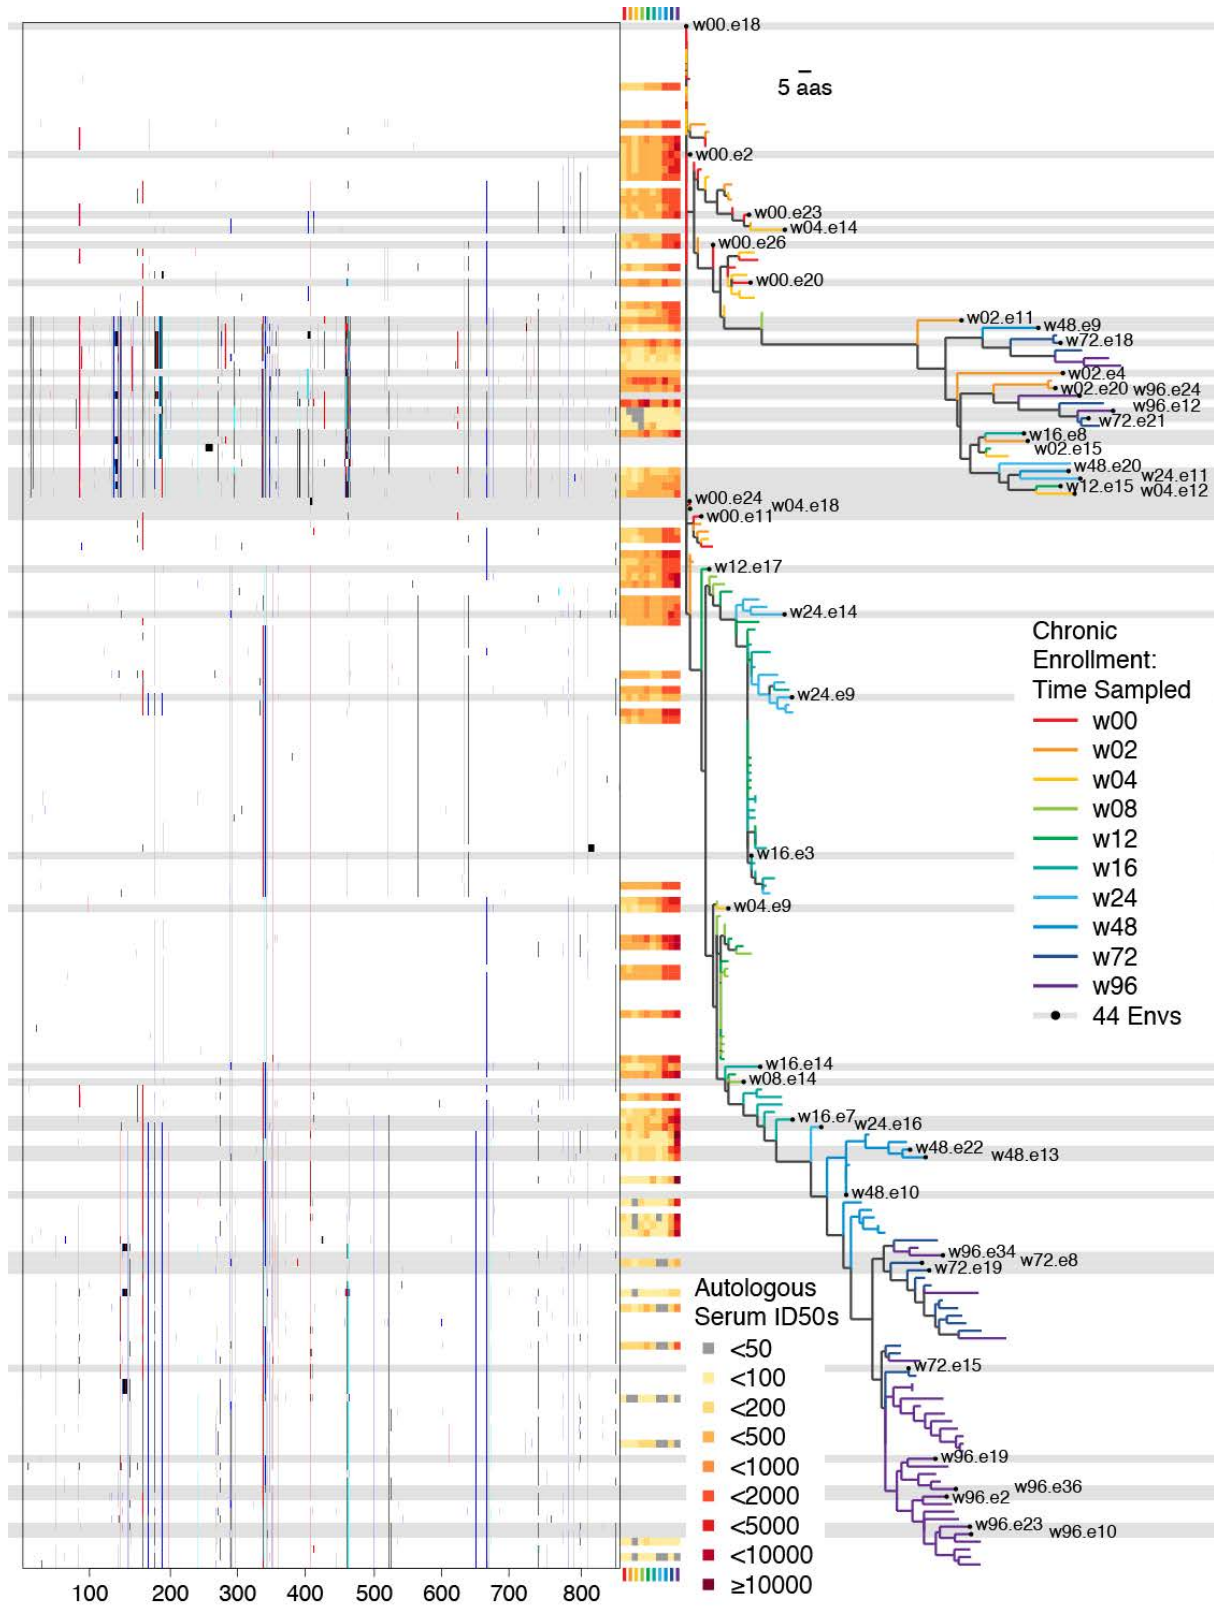 w00.e18
5 aas
w00.e2
w00.e23
w04.e14
w00.e26
w00.e20
w02.e11
w48.e9
w72.e18
w02.e4
w02.e20 w96.e24
w96.e12
w72.e21
w16.e8
w02.e15
w48.e20
w24.e11
w12.e15 w04.e12
w00.e24
w04.e18
w00.e11
w12.e17
w24.e14
w24.e9
w16.e3
w04.e9
w16.e14
w08.e14
w16.e7 w24.e16
w48.e22
w48.e13
w48.e10
w96.e34
w72.e8
w72.e19
w72.e15
w96.e19
w96.e36
w96.e2
w96.e23
w96.e10
Chronic
Enrollment:
Time Sampled
w00
w02
w04
w08
w12
w16
w24
w48
w72
w96
44 Envs
Autologous
Serum ID50s
<50
<100
<200
<500
<1000
<2000
<5000
<10000
≥10000
100 200 300 400 500 600 700 800